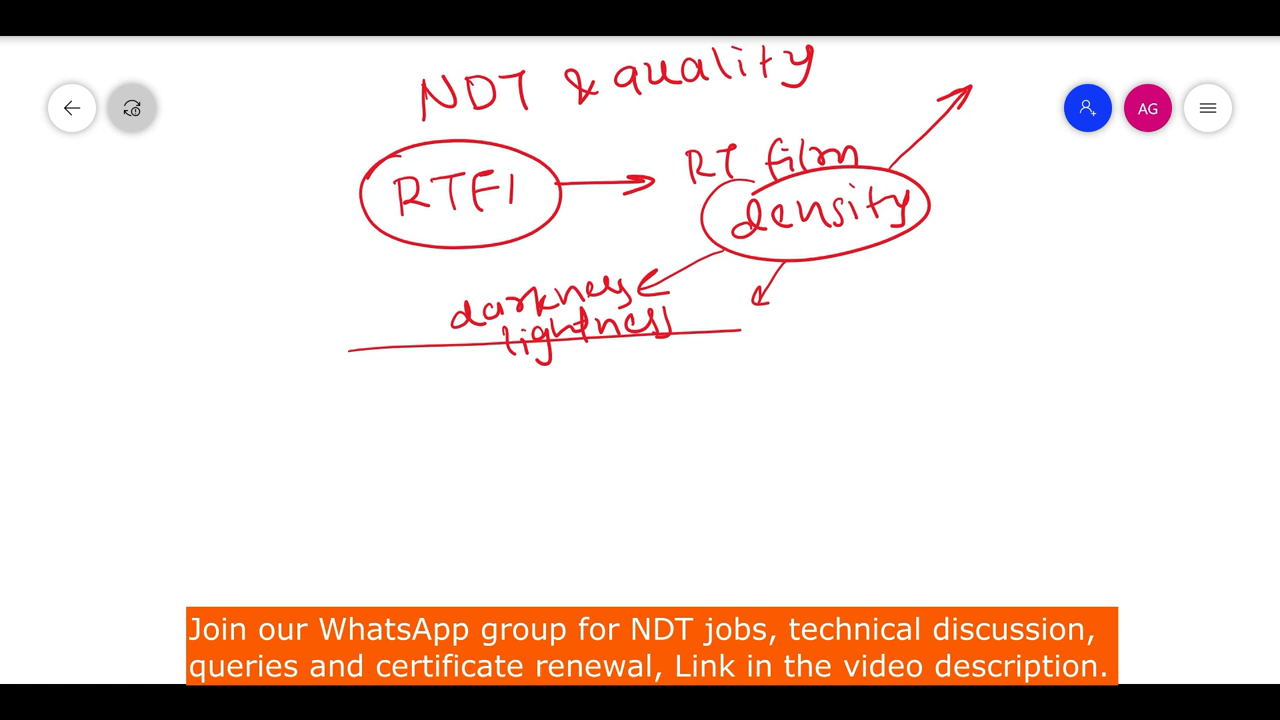 NDT & quality
AG
RT film
RTFI
density
darkness
lightness
Join our WhatsApp group for NDT jobs, technical discussion,
queries and certificate renewal, Link in the video description.